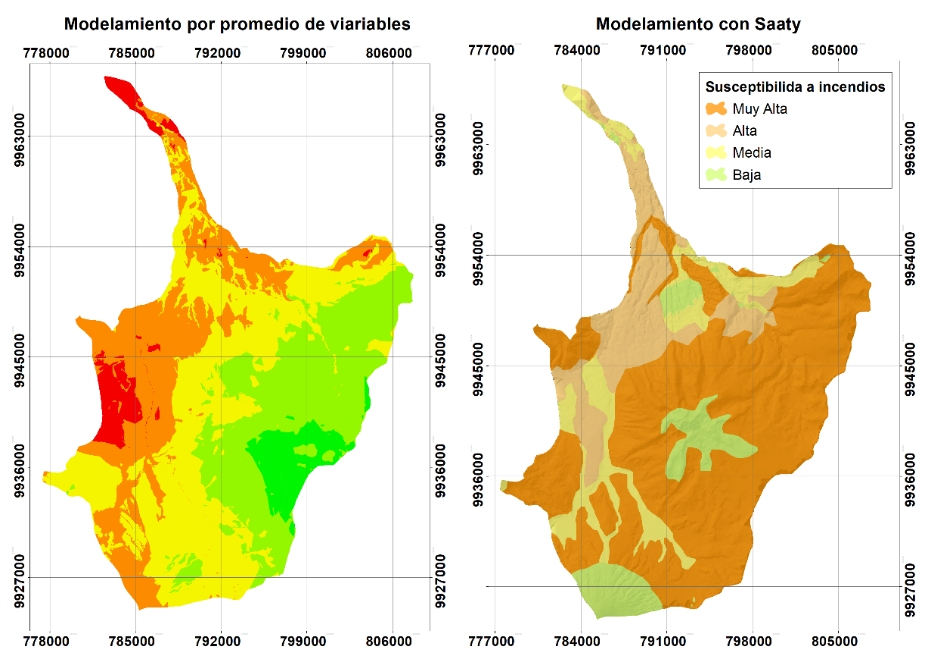 Modelamiento por promedio de viariables
778000 785000 792000 799000 806000
9963000 9963000
9954000 9954000
9945000 9945000
9936000 9936000
9927000 9927000
778000 785000 792000 799000 806000
Modelamiento con Saaty
777000 784000 791000 798000 805000
Susceptibilida a incendios
Muy Alta
Alta
Media
Baja
9963000 9963000
9954000 9954000
9945000 9945000
9936000 9936000
9927000 9927000
777000 784000 791000 798000 805000